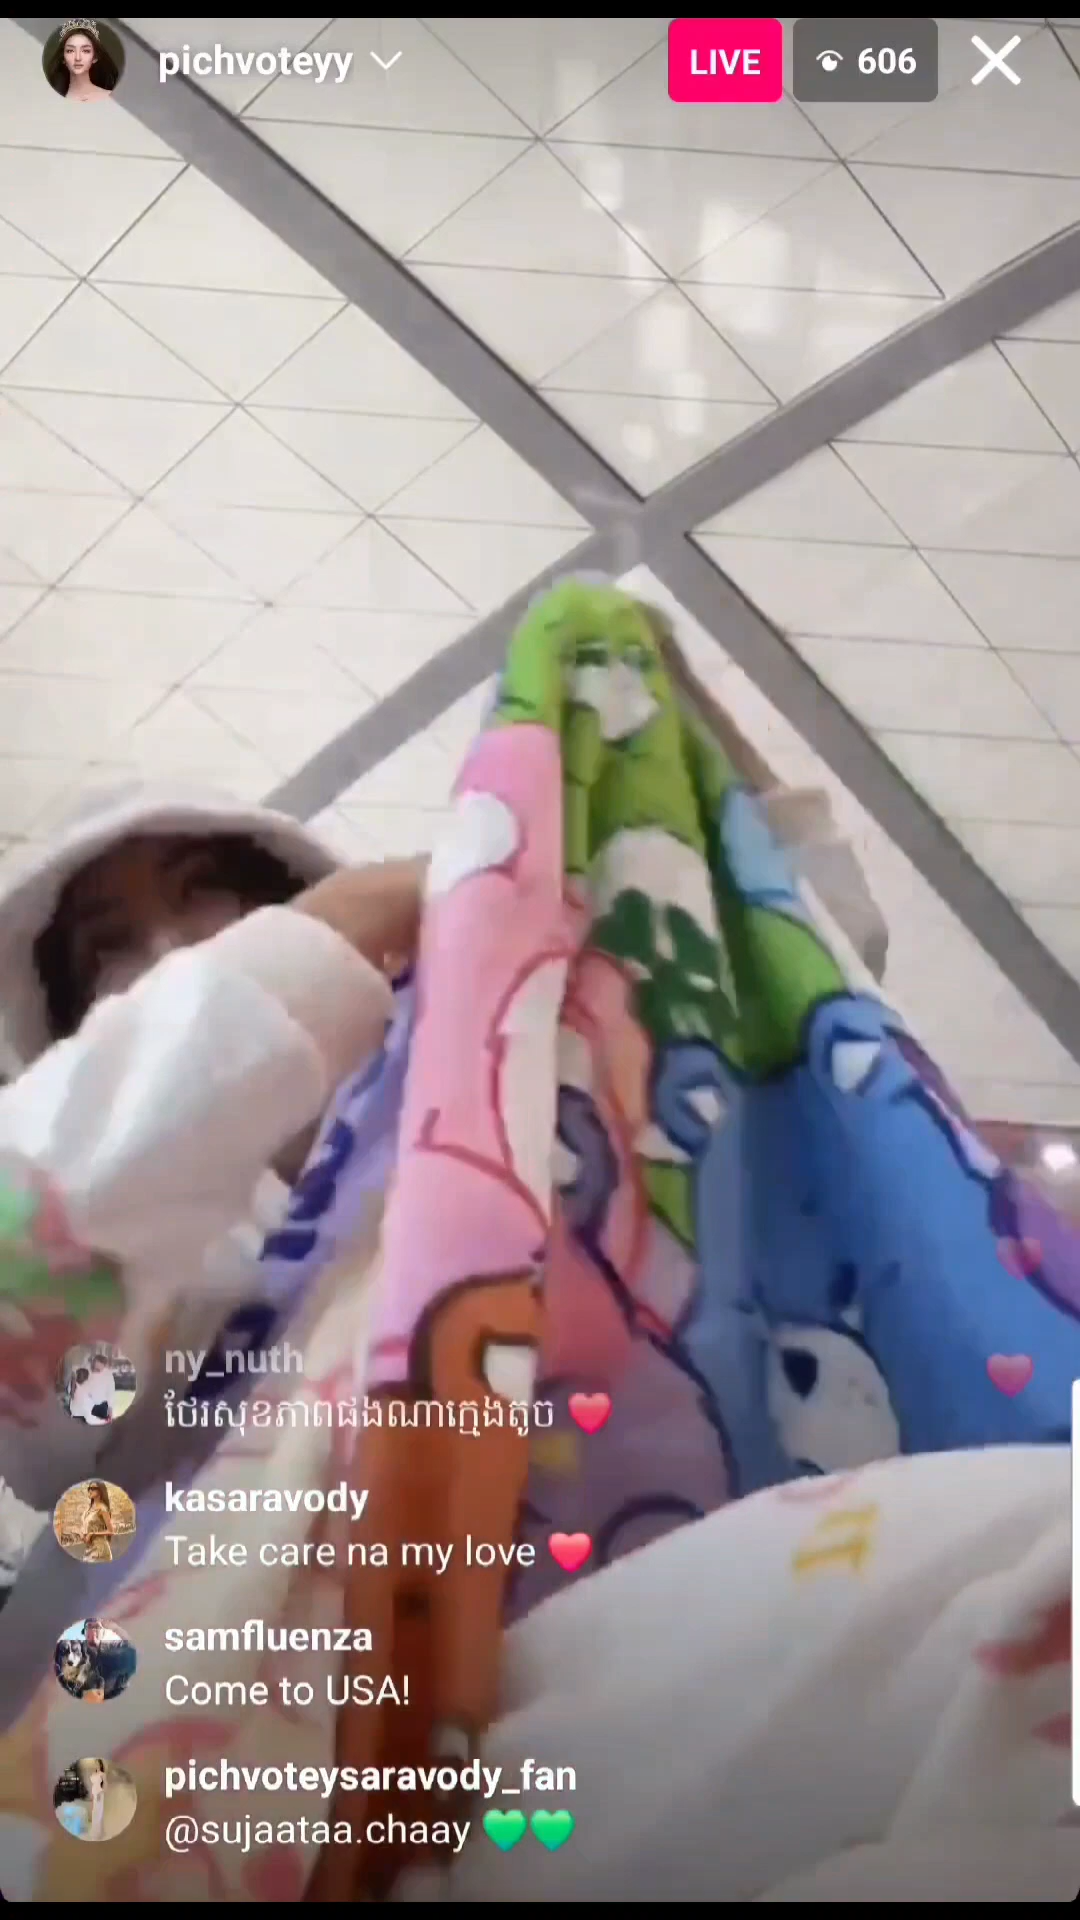 pichvoteyy
LIVE
606
ny_nuth
ថែរសុខភាពផងណាក្មេងតូច ❤️
kasaravody
Take care na my love ❤️
samfluenza
Come to USA!
pichvoteysaravody_fan
@sujaataa.chaay 💚💚